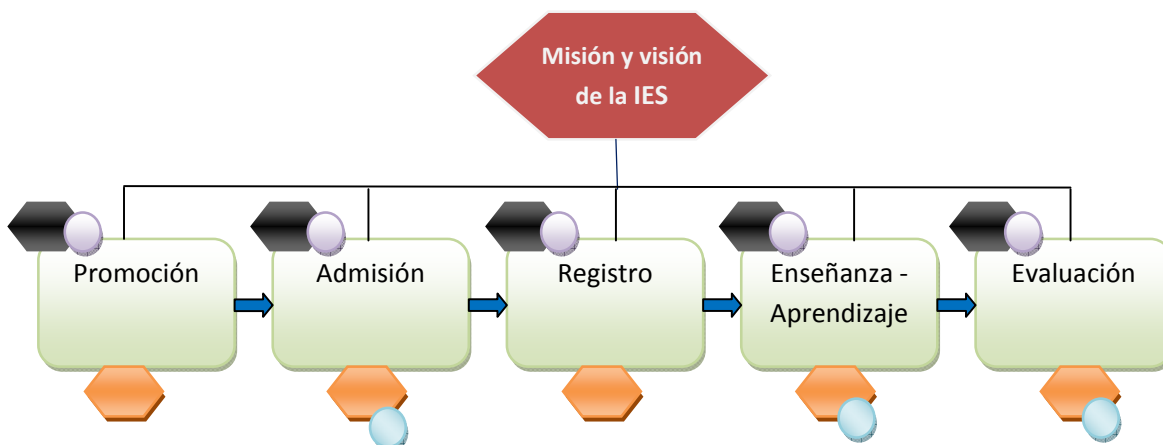 Misión y visión
de la IES
Promoción
Admisión
Registro
Enseñanza -
Aprendizaje
Evaluación